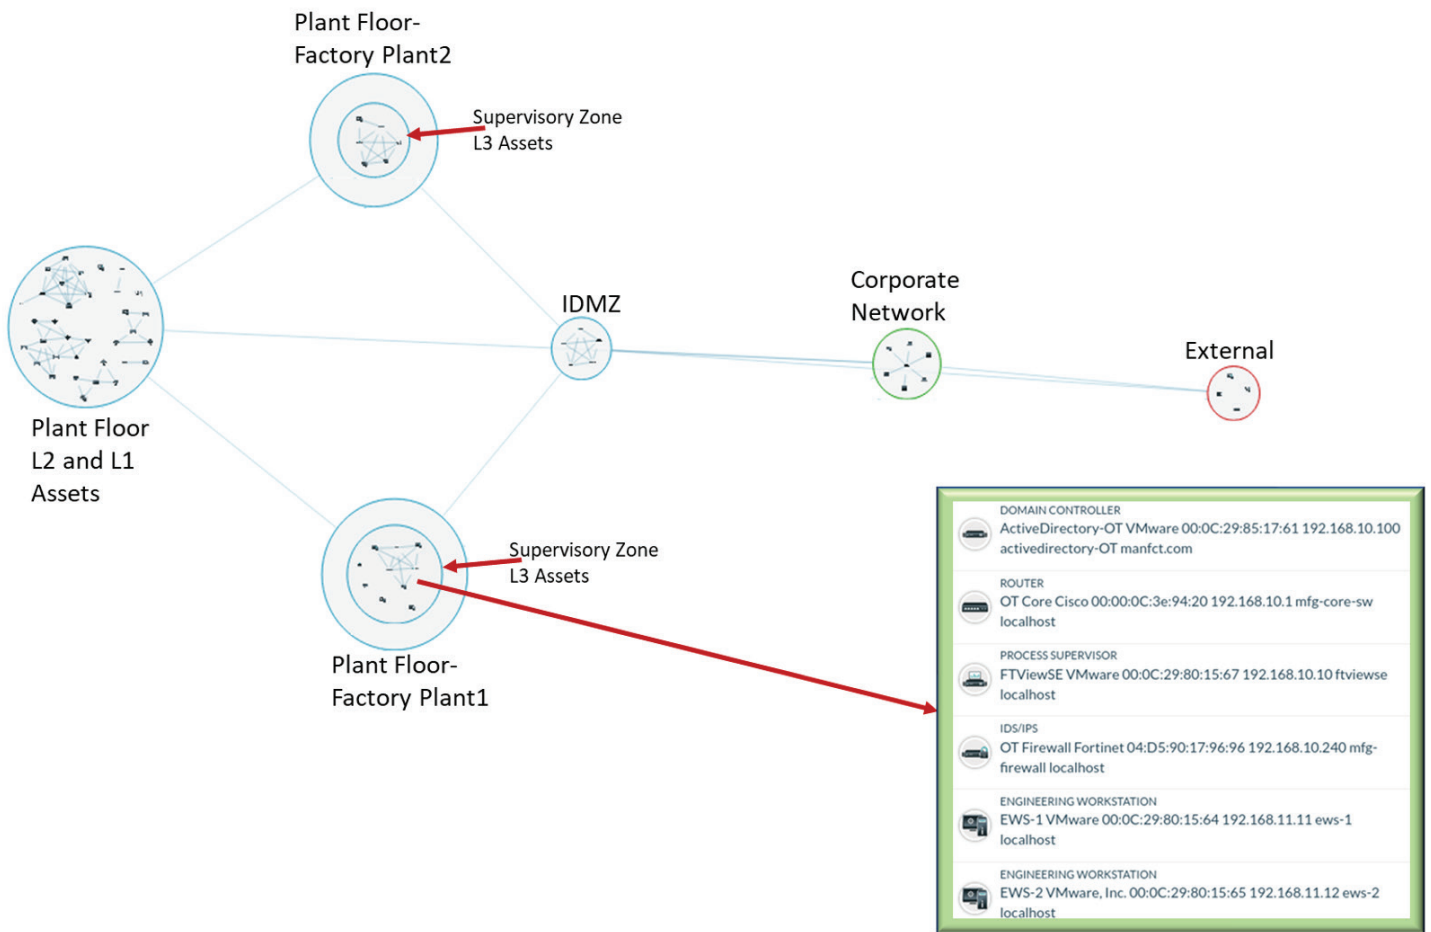 Plant Floor-
Factory Plant2
Supervisory Zone
L3 Assets
IDMZ
Corporate
Network
External
Plant Floor
L2 and L1
Assets
Supervisory Zone
L3 Assets
Plant Floor-
Factory Plant1
DOMAIN CONTROLLER
ActiveDirectory-OT VMware 00:0C:29:85:17:61 192.168.10.100
activedirectory-OT manfct.com
ROUTER
OT Core Cisco 00:00:0C:3e:94:20 192.168.10.1 mfg-core-sw
localhost
PROCESS SUPERVISOR
FTViewSE VMware 00:0C:29:80:15:67 192.168.10.10 ftviewse
localhost
IDS/IPS
OT Firewall Fortinet 04:D5:90:17:96:96 192.168.10.240 mfg-
firewall localhost
ENGINEERING WORKSTATION
EWS-1 VMware 00:0C:29:80:15:64 192.168.11.11 ews-1
localhost
ENGINEERING WORKSTATION
EWS-2 VMware, Inc. 00:0C:29:80:15:65 192.168.11.12 ews-2
localhost